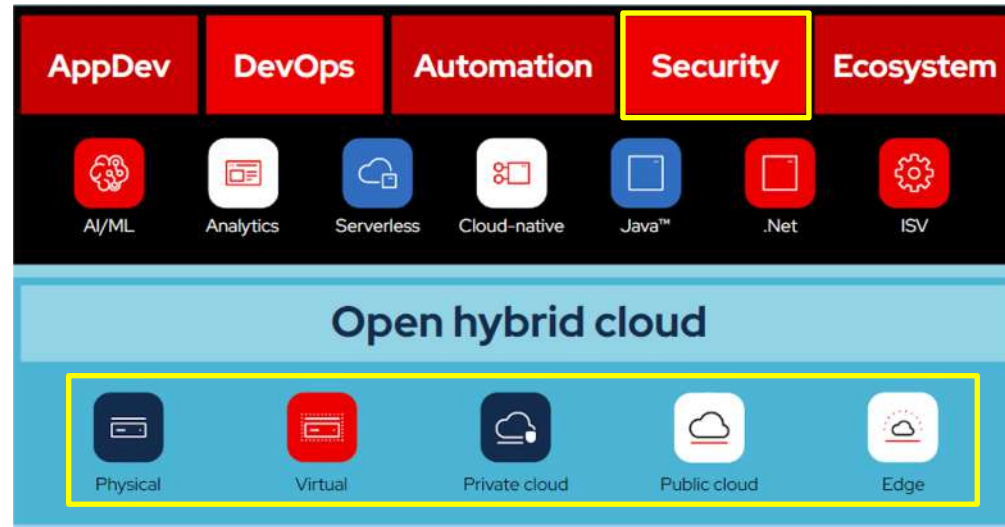 AppDev DevOps Automation Security Ecosystem
AI/ML Analytics Serverless Cloud-native Java™ .Net ISV
Open hybrid cloud
Physical Virtual Private cloud Public cloud Edge